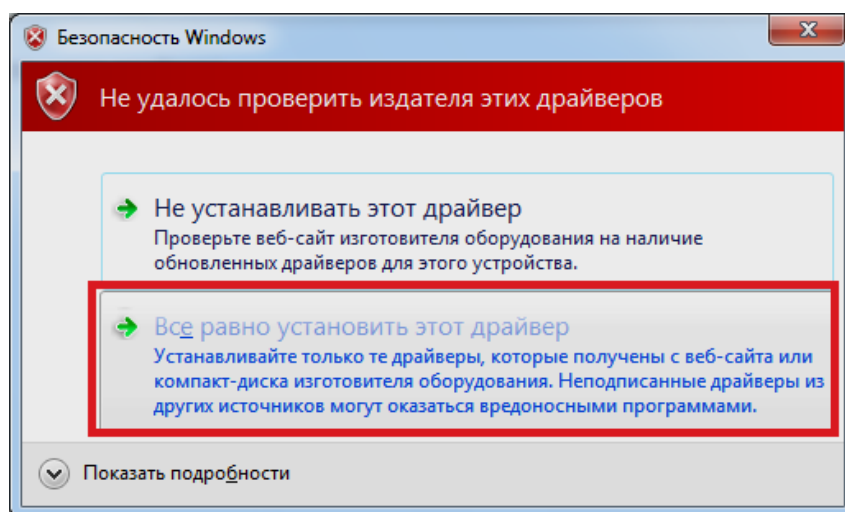 Безопасность Windows
Не удалось проверить издателя этих драйверов
Не устанавливать этот драйвер
Проверьте веб-сайт изготовителя оборудования на наличие
обновленных драйверов для этого устройства.
Все равно установить этот драйвер
Устанавливайте только те драйверы, которые получены с веб-сайта или
компакт-диска изготовителя оборудования. Неподписанные драйверы из
других источников могут оказаться вредоносными программами.
Показать подробности